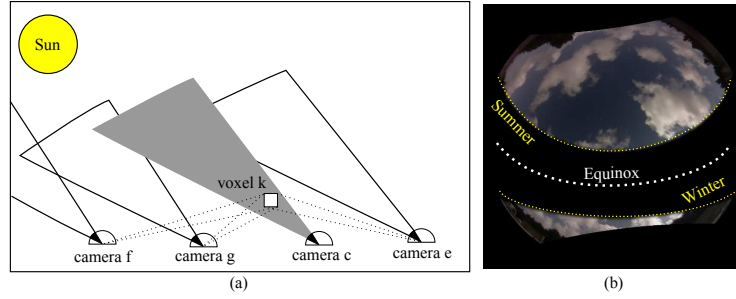 Sun
voxel k
camera f
camera g
camera c
camera e
(a)
Summer
Equinox
Winter
(b)